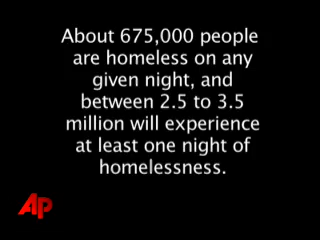 About 675,000 people
are homeless on any
given night, and
between 2.5 to 3.5
million will experience
at least one night of
homelessness.
AP